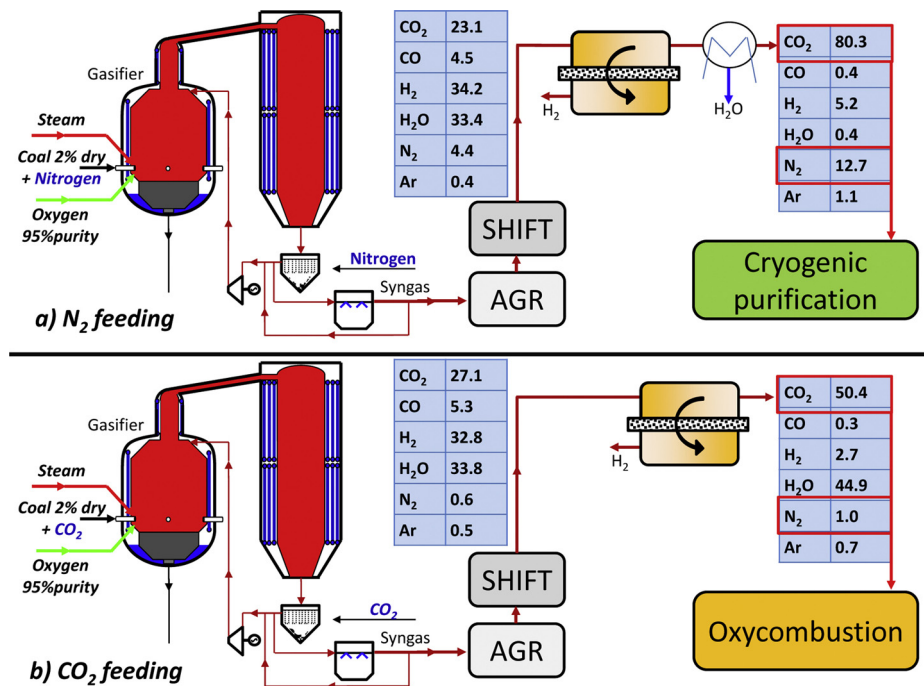 Gasifier
Steam
Coal 2% dry
+ Nitrogen
Oxygen
95%purity
a) N₂ feeding
Nitrogen
Syngas
AGR
SHIFT
CO₂ 23.1
CO 4.5
H₂ 34.2
H₂O 33.4
N₂ 4.4
Ar 0.4
H₂
H₂O
CO₂ 80.3
CO 0.4
H₂ 5.2
H₂O 0.4
N₂ 12.7
Ar 1.1
Cryogenic
purification
Gasifier
Steam
Coal 2% dry
+ CO₂
Oxygen
95%purity
b) CO₂ feeding
CO₂
Syngas
AGR
SHIFT
CO₂ 27.1
CO 5.3
H₂ 32.8
H₂O 33.8
N₂ 0.6
Ar 0.5
H₂
CO₂ 50.4
CO 0.3
H₂ 2.7
H₂O 44.9
N₂ 1.0
Ar 0.7
Oxycombustion